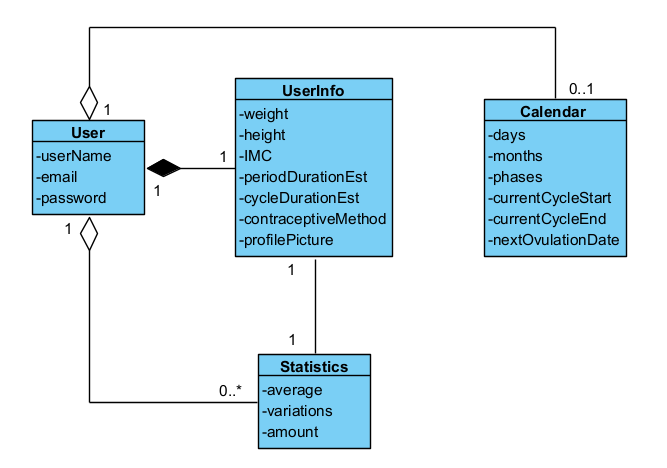 0..1
1
User
-userName
-email
-password
1
1
1
UserInfo
-weight
-height
-IMC
-periodDurationEst
-cycleDurationEst
-contraceptiveMethod
-profilePicture
Calendar
-days
-months
-phases
-currentCycleStart
-currentCycleEnd
-nextOvulationDate
1
1
0..*
Statistics
-average
-variations
-amount